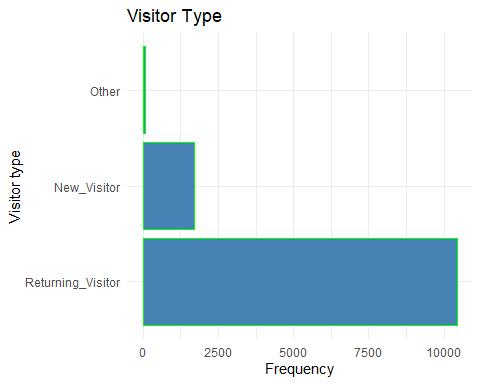 Visitor Type
Visitor type
Other
New_Visitor
Returning_Visitor
0 2500 5000 7500 10000
Frequency